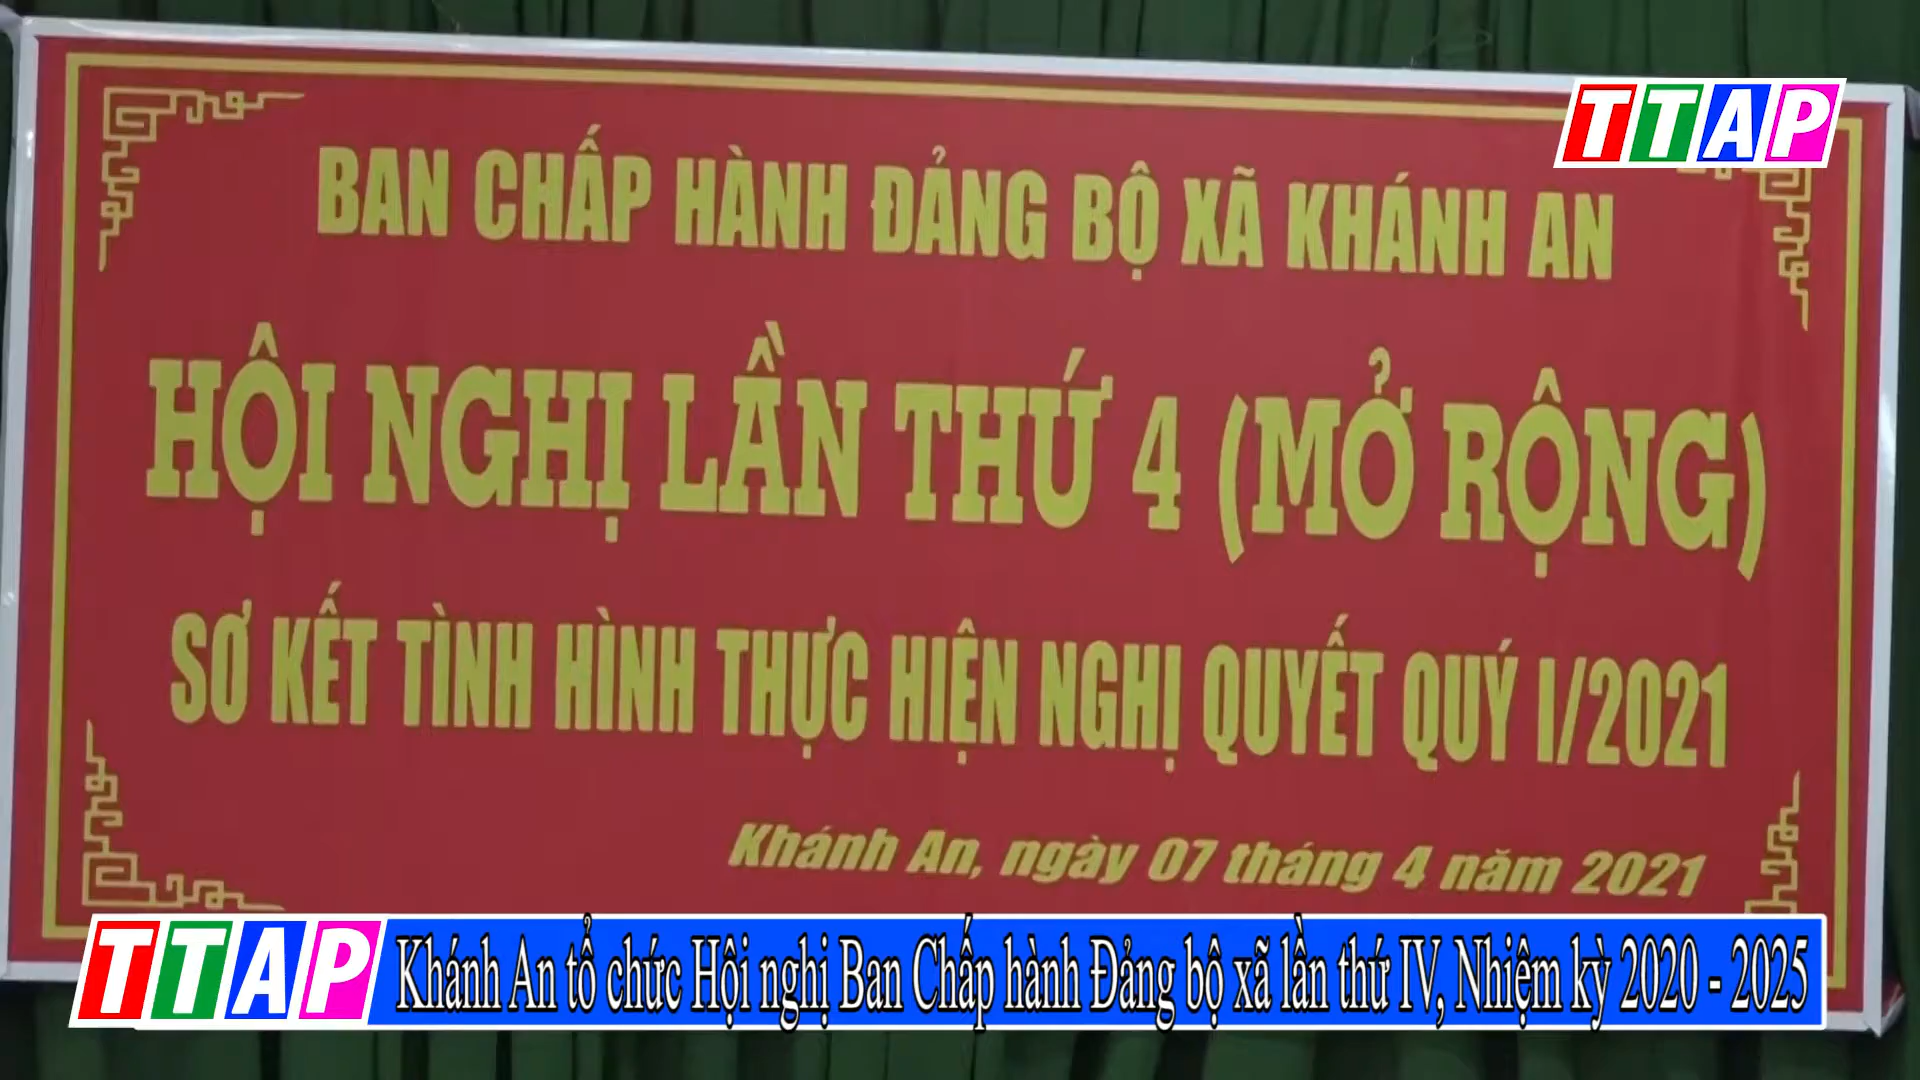 TTAP
BAN CHẤP HÀNH ĐẢNG BỘ XÃ KHÁNH AN
HỘI NGHỊ LẦN THỨ 4 (MỞ RỘNG)
SƠ KẾT TÌNH HÌNH THỰC HIỆN NGHỊ QUYẾT QUÝ I/2021
Khánh An, ngày 07 tháng 4 năm 2021
TTAP Khánh An tổ chức Hội nghị Ban Chấp hành Đảng bộ xã lần thứ IV, Nhiệm kỳ 2020 - 2025